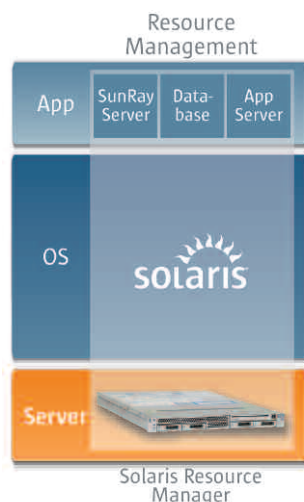 Resource
Management
App
SunRay
Server
Data-
base
App
Server
OS
solaris
Server
Solaris Resource
Manager